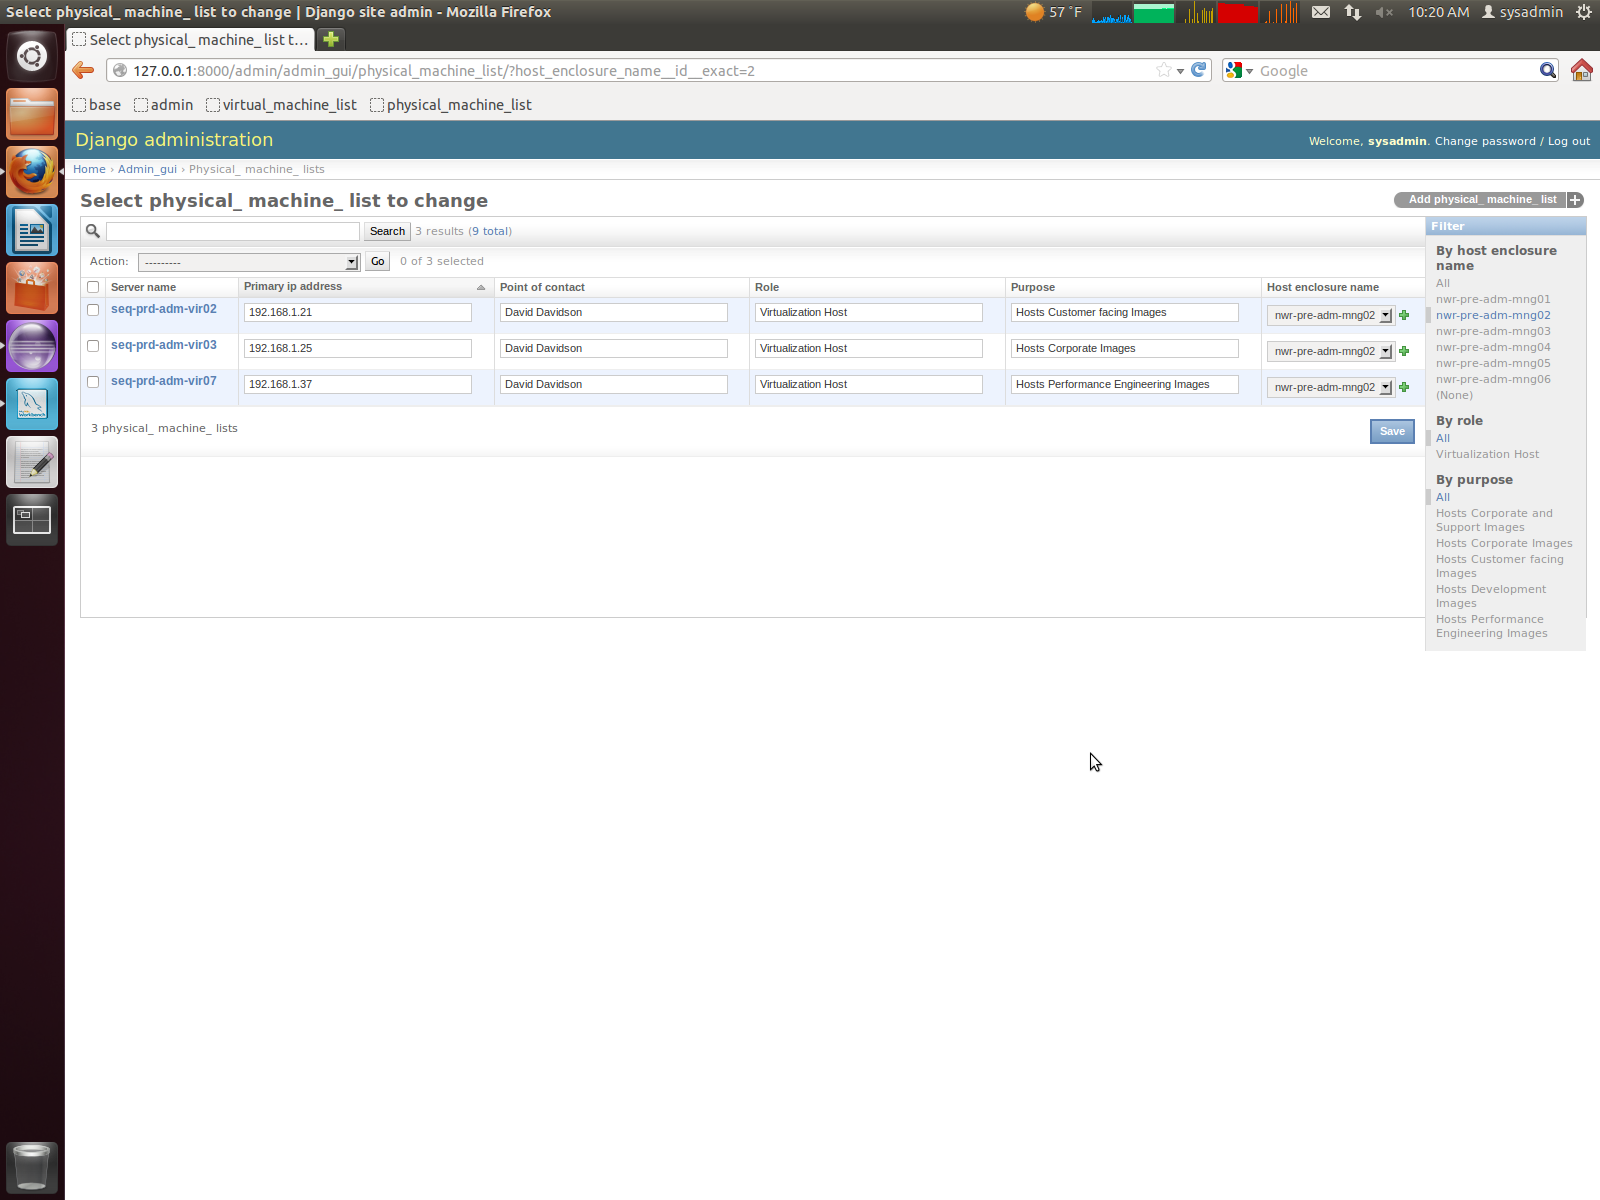 Select physical_ machine_ list to change | Django site admin - Mozilla Firefox
57 °F
10:20 AM
sysadmin
Select physical_ machine_ list t...
127.0.0.1:8000/admin/admin_gui/physical_machine_list/?host_enclosure_name__id__exact=2
Google
base admin virtual_machine_list physical_machine_list
Django administration
Welcome, sysadmin. Change password / Log out
Home › Admin_gui › Physical_ machine_ lists
Select physical_ machine_ list to change
Add physical_ machine_ list +
Search 3 results (9 total)
Action: --------- Go 0 of 3 selected
Server name Primary ip address Point of contact Role Purpose Host enclosure name
seq-prd-adm-vir02 192.168.1.21 David Davidson Virtualization Host Hosts Customer facing Images nwr-pre-adm-mng02
seq-prd-adm-vir03 192.168.1.25 David Davidson Virtualization Host Hosts Corporate Images nwr-pre-adm-mng02
seq-prd-adm-vir07 192.168.1.37 David Davidson Virtualization Host Hosts Performance Engineering Images nwr-pre-adm-mng02
3 physical_ machine_ lists
Save
Filter
By host enclosure
name
All
nwr-pre-adm-mng01
nwr-pre-adm-mng02
nwr-pre-adm-mng03
nwr-pre-adm-mng04
nwr-pre-adm-mng05
nwr-pre-adm-mng06
(None)
By role
All
Virtualization Host
By purpose
All
Hosts Corporate and
Support Images
Hosts Corporate Images
Hosts Customer facing
Images
Hosts Development
Images
Hosts Performance
Engineering Images